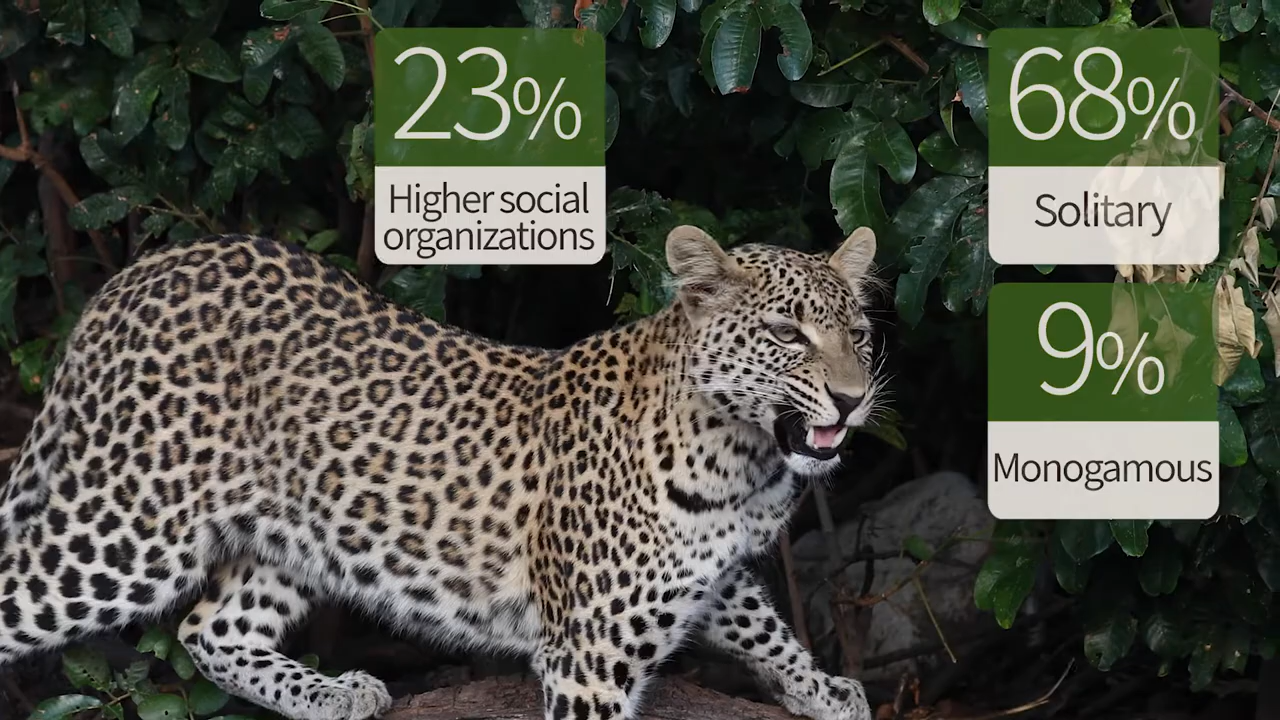 23%
Higher social
organizations
68%
Solitary
9%
Monogamous